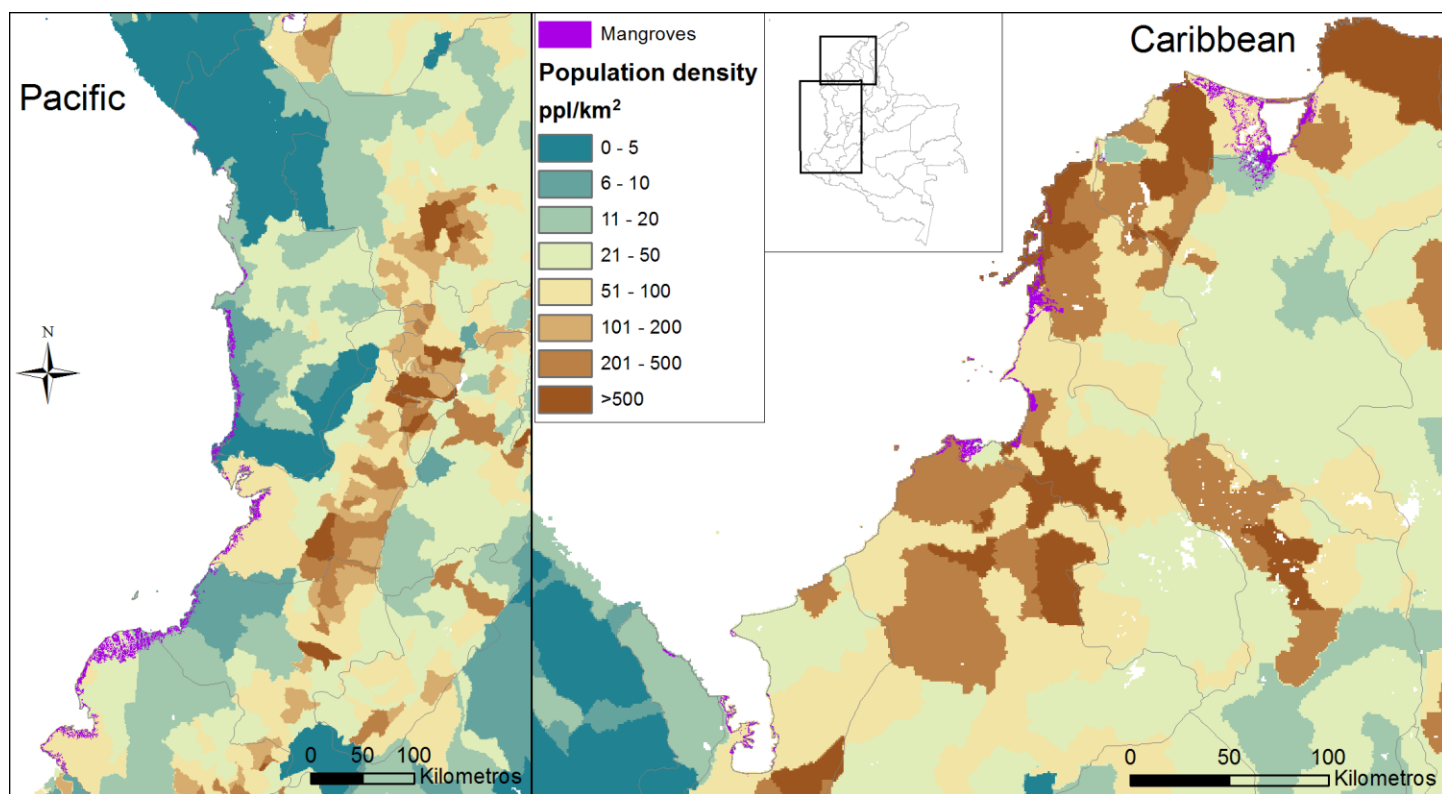 Pacific
N
0 50 100
Kilometros
Mangroves
Population density
ppl/km2
0 - 5
6 - 10
11 - 20
21 - 50
51 - 100
101 - 200
201 - 500
>500
Caribbean
0 50 100
Kilometros